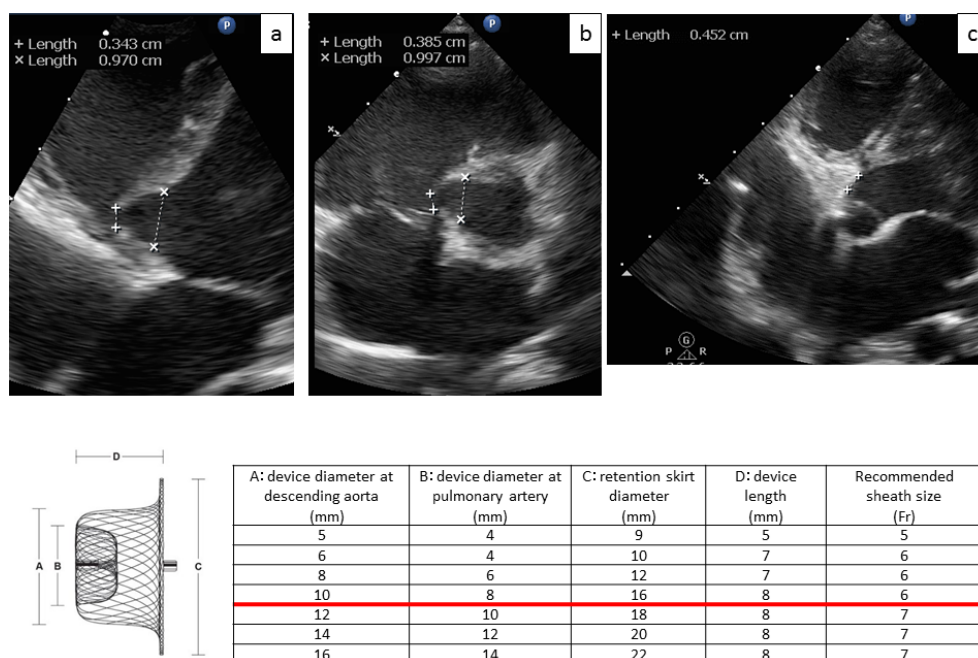 P
a
+ Length 0.343 cm
× Length 0.970 cm
P
b
+ Length 0.385 cm
× Length 0.997 cm
P
c
+ Length 0.452 cm
G
P R
D
A B C
A: device diameter at descending aorta (mm) B: device diameter at pulmonary artery (mm) C: retention skirt diameter (mm) D: device length (mm) Recommended sheath size (Fr)
5 4 9 5 5
6 4 10 7 6
8 6 12 7 6
10 8 16 8 6
12 10 18 8 7
14 12 20 8 7
16 14 22 8 7